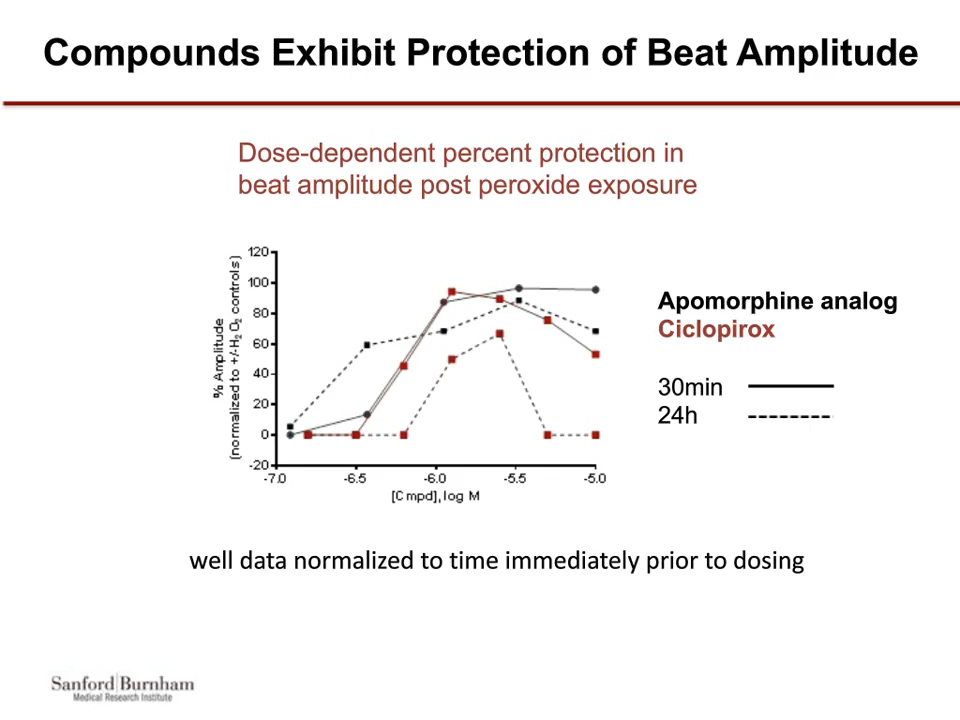 Compounds Exhibit Protection of Beat Amplitude
Dose-dependent percent protection in
beat amplitude post peroxide exposure
% Amplitude
(normalized to +/-H2O2 controls)
120
100
80
60
40
20
0
-20
-7.0 -6.5 -6.0 -5.5 -5.0
[Cmpd], log M
Apomorphine analog
Ciclopirox
30min
24h
well data normalized to time immediately prior to dosing
Sanford|Burnham
Medical Research Institute